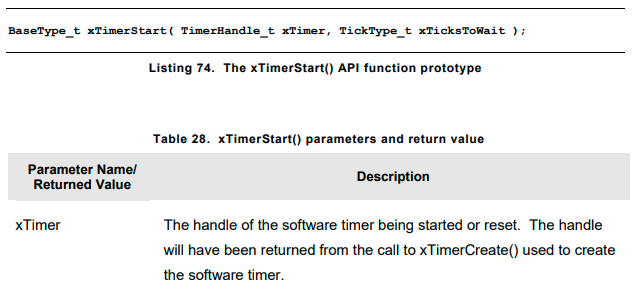 BaseType_t xTimerStart( TimerHandle_t xTimer, TickType_t xTicksToWait );
Listing 74. The xTimerStart() API function prototype
Table 28. xTimerStart() parameters and return value
Parameter Name/
Returned Value
Description
xTimer
The handle of the software timer being started or reset. The handle
will have been returned from the call to xTimerCreate() used to create
the software timer.